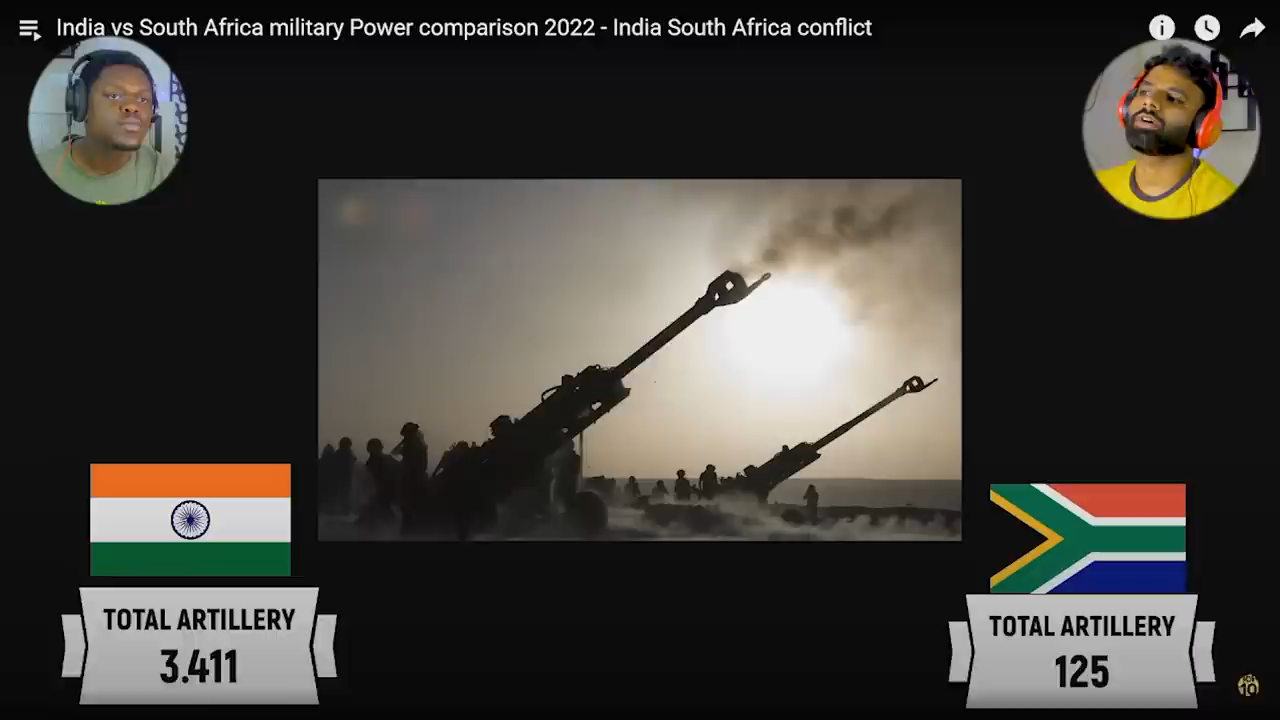 India vs South Africa military Power comparison 2022 - India South Africa conflict
TOTAL ARTILLERY
3.411
TOTAL ARTILLERY
125
10